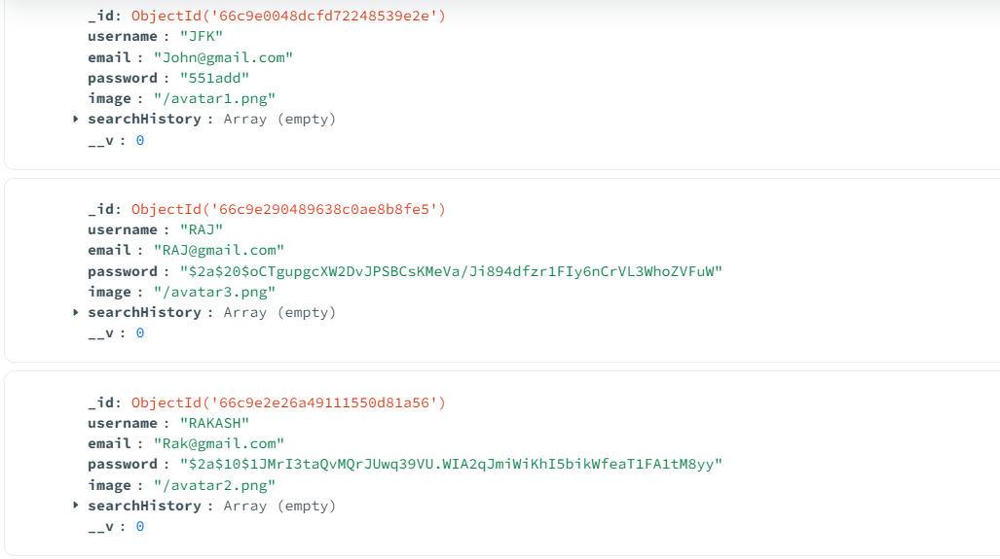 _id: ObjectId('66c9e0048dcfd72248539e2e')
username : "JFK"
email : "John@gmail.com"
password : "551add"
image : "/avatar1.png"
searchHistory : Array (empty)
__v : 0
_id: ObjectId('66c9e290489638c0ae8b8fe5')
username : "RAJ"
email : "RAJ@gmail.com"
password : "$2a$20$oCTgupgcXW2DvJPSBCsKMeVa/Ji894dfzr1FIy6nCrVL3WhoZVFuW"
image : "/avatar3.png"
searchHistory : Array (empty)
__v : 0
_id: ObjectId('66c9e2e26a49111550d81a56')
username : "RAKASH"
email : "Rak@gmail.com"
password : "$2a$10$1JMrI3taQvMQrJUwq39VU.WIA2qJmiWiKhI5bikWfeaT1FA1tM8yy"
image : "/avatar2.png"
searchHistory : Array (empty)
__v : 0